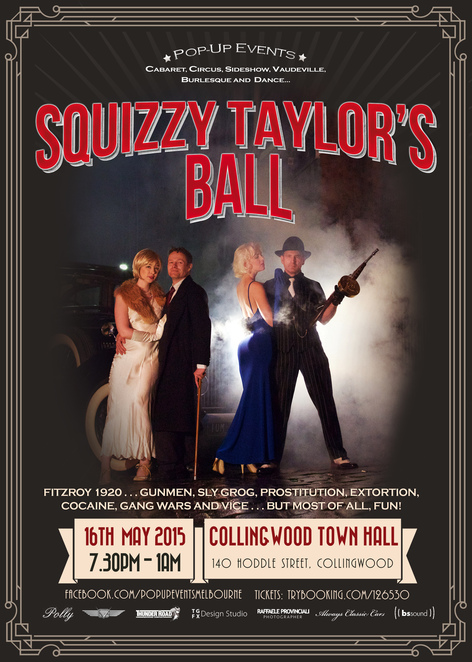 POP-UP EVENTS
CABARET, CIRCUS, SIDESHOW, VAUDEVILLE,
BURLESQUE AND DANCE...
SQUIZZY TAYLOR'S
BALL
FITZROY 1920 . . . GUNMEN, SLY GROG, PROSTITUTION, EXTORTION,
COCAINE, GANG WARS AND VICE . . . BUT MOST OF ALL, FUN!
16TH MAY 2015
7.30PM – 1AM
COLLINGWOOD TOWN HALL
140 HODDLE STREET, COLLINGWOOD
FACEBOOK.COM/POPUPEVENTSMELBOURNE TICKETS: TRYBOOKING.COM/126530
Polly THUNDER ROAD TGFX Design Studio RAFFAELE PROVINCIALI PHOTOGRAPHER Always Classic Cars ((bssound))